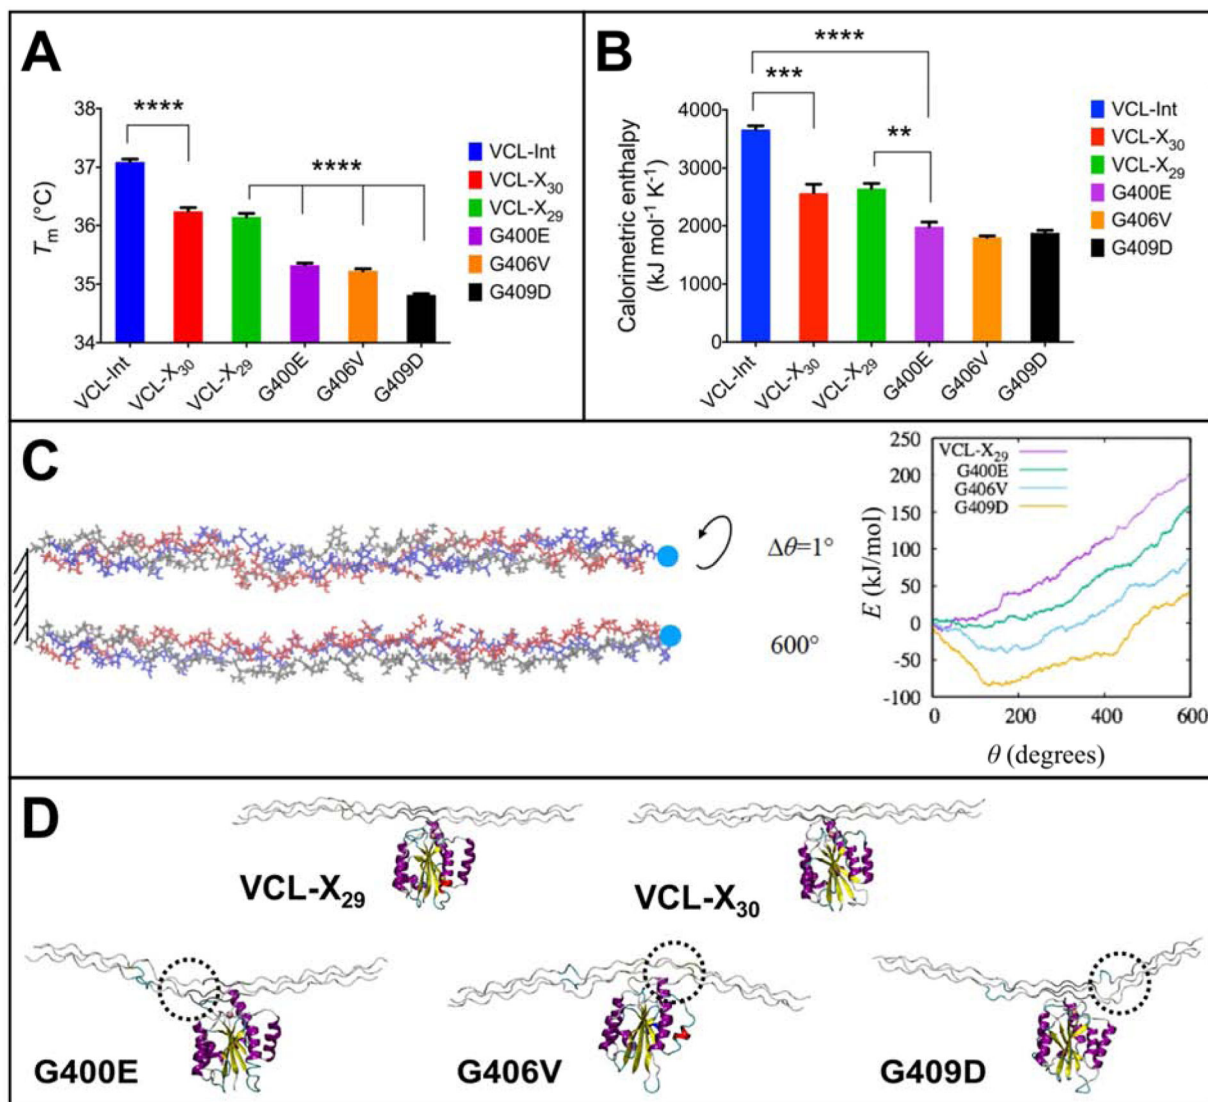 A
****
****
38
37
36
35
34
Tm (°C)
VCL-Int
VCL-X30
VCL-X29
G400E
G406V
G409D
VCL-Int
VCL-X30
VCL-X29
G400E
G406V
G409D
B
****
***
**
4000
3000
2000
1000
0
Calorimetric enthalpy
(kJ mol-1 K-1)
VCL-Int
VCL-X30
VCL-X29
G400E
G406V
G409D
VCL-Int
VCL-X30
VCL-X29
G400E
G406V
G409D
C
Δθ=1°
600°
250
200
150
100
50
0
-50
-100
E (kJ/mol)
VCL-X29
G400E
G406V
G409D
0 200 400 600
θ (degrees)
D
VCL-X29
VCL-X30
G400E
G406V
G409D